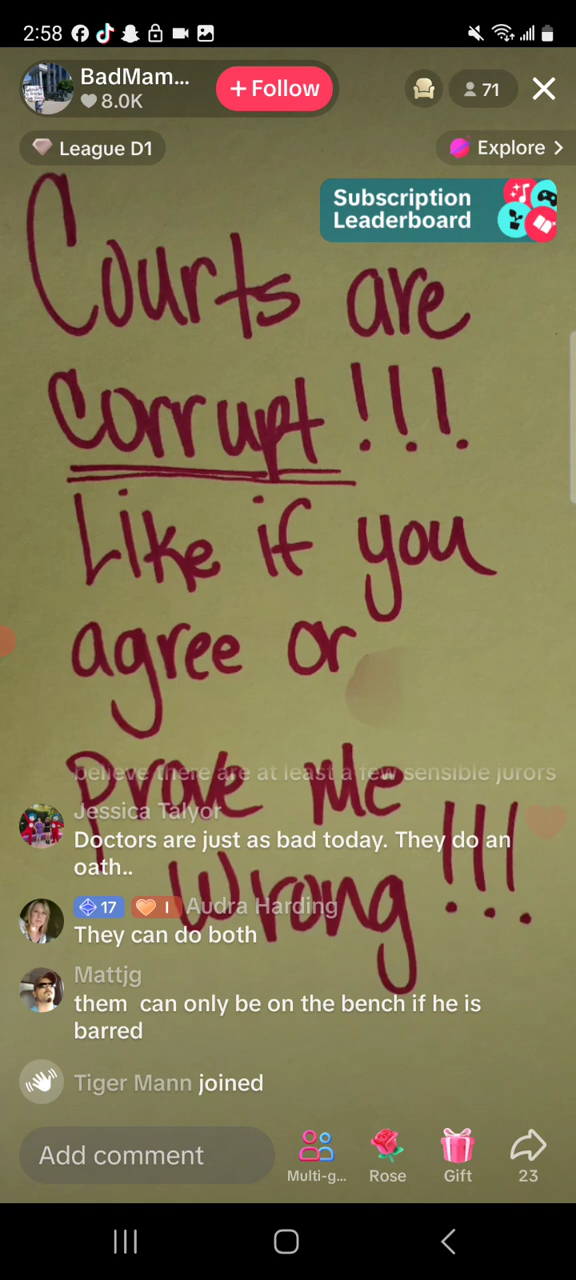 2:58
BadMam...
8.0K
+ Follow
71
League D1
Explore >
Subscription
Leaderboard
Courts are
Corrupt!!!
Like if you
agree or
Prove Me
Wrong!!!
believe there are at least a few sensible jurors
Jessica Talyor
Doctors are just as bad today. They do an
oath..
17 I Audra Harding
They can do both
Mattjg
them can only be on the bench if he is
barred
Tiger Mann joined
Add comment
Multi-g...
Rose
Gift
23